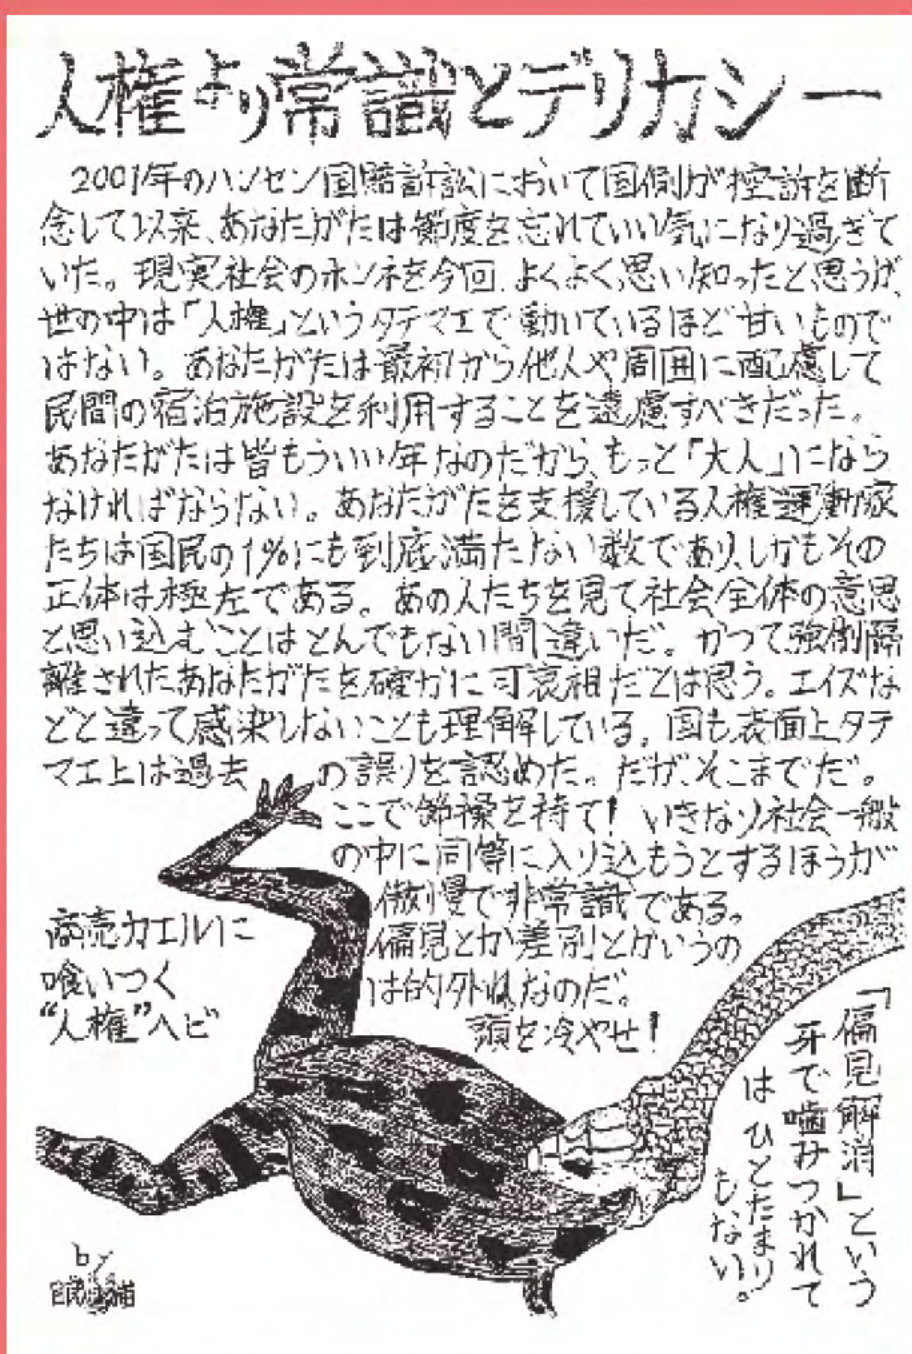 人権より常識とデリカシー
2001年のハンセン国賠訴訟において国側が控訴を断
念して以来、あなたがたは節度を忘れていい気になり過ぎて
いた。現実社会のホンネを今回、よくよく思い知ったと思うが、
世の中は「人権」というタテマエで動いているほど甘いもので
はない。あなたがたは最初から他人や周囲に配慮して
民間の宿泊施設を利用することを遠慮すべきだった。
あなたがたは皆もういい年なのだから、もっと「大人」になら
なければならない。あなたがたを支援している人権運動家
たちは国民の1%にも到底満たない数であり、しかもその
正体は極左である。あの人たちを見て社会全体の意思
と思い込むことはとんでもない間違いだ。かつて強制隔
離されたあなたがたを確かに可哀相だとは思う。エイズな
どと違って感染しないことも理解している。国も表面上タテ
マエ上は過去の誤りを認めた。だが、そこまでだ。
ここで節操を持て！いきなり社会一般
の中に同等に入り込もうとするほうが
傲慢で非常識である。
偏見とか差別とかいうの
は的外れなのだ。
頭を冷やせ！
商売カエルに
喰いつく
“人権”ヘビ
「偏見解消」という
牙で噛みつかれて
はひとたまり
もない。
by